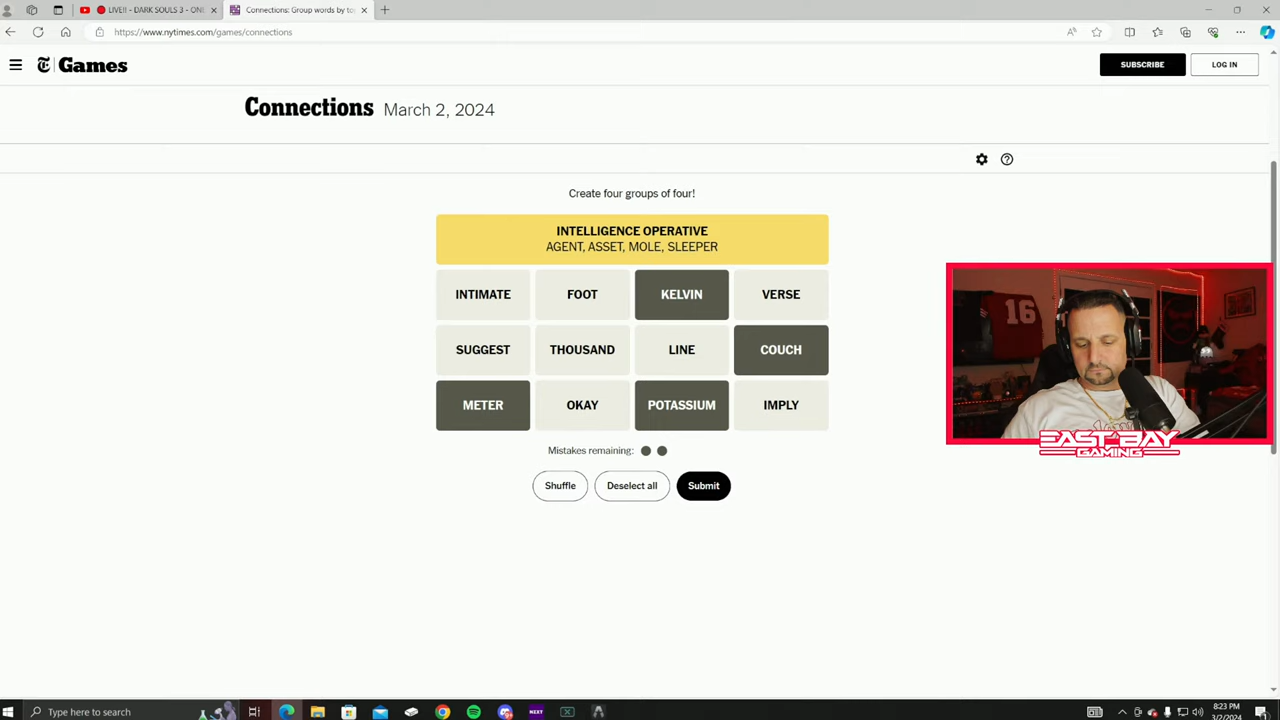 LIVE!! - DARK SOULS 3 - ONE
Connections: Group words by to
https://www.nytimes.com/games/connections
T Games
SUBSCRIBE
LOG IN
Connections March 2, 2024
Create four groups of four!
INTELLIGENCE OPERATIVE
AGENT, ASSET, MOLE, SLEEPER
INTIMATE FOOT KELVIN VERSE
SUGGEST THOUSAND LINE COUCH
METER OKAY POTASSIUM IMPLY
Mistakes remaining:
Shuffle Deselect all Submit
16
EAST BAY
GAMING
Type here to search
NEXT
8:23 PM
3/2/2024